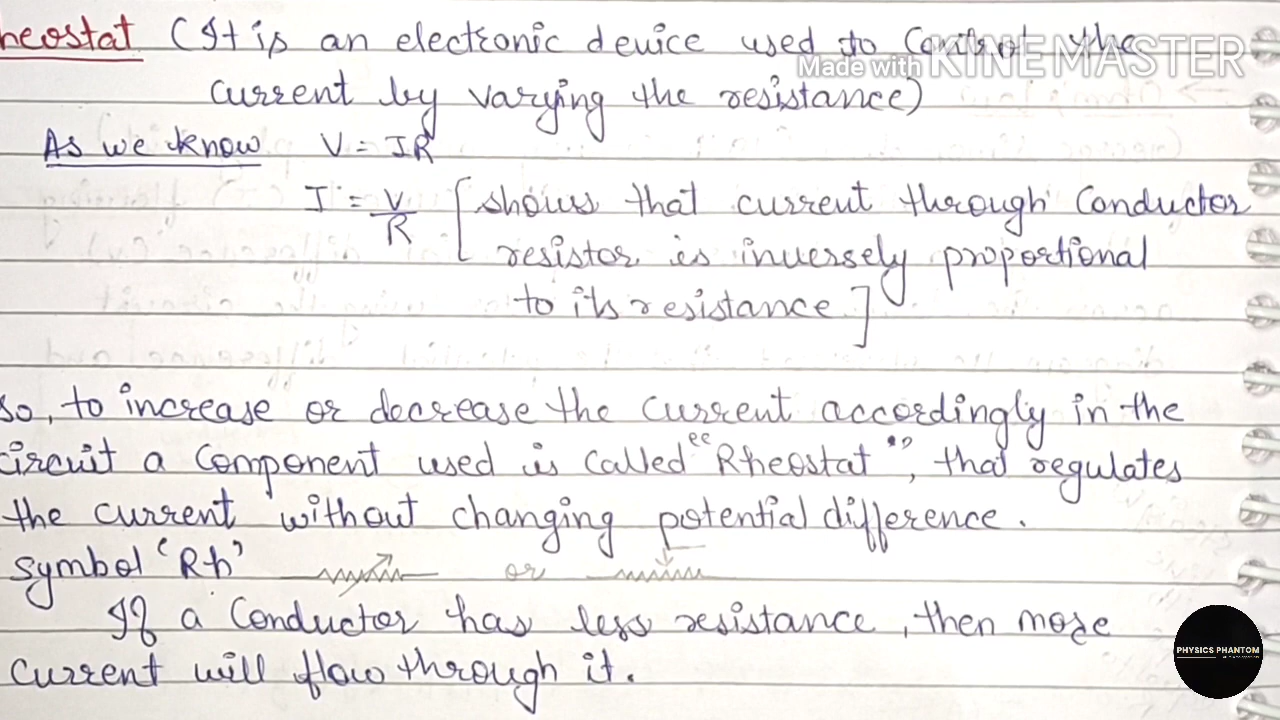 heostat (It is an electronic device used to Control the
Made with KINEMASTER
current by varying the resistance)
As we know V = IR
I = V/R [shows that current through Conductor
resistor is inversely proportional
to its resistance]
so, to increase or decrease the current accordingly in the
circuit a component used is called "Rheostat", that regulates
the current without changing potential difference.
symbol 'Rh' or
If a Conductor has less resistance, then more
current will flow through it.
PHYSICS PHANTOM